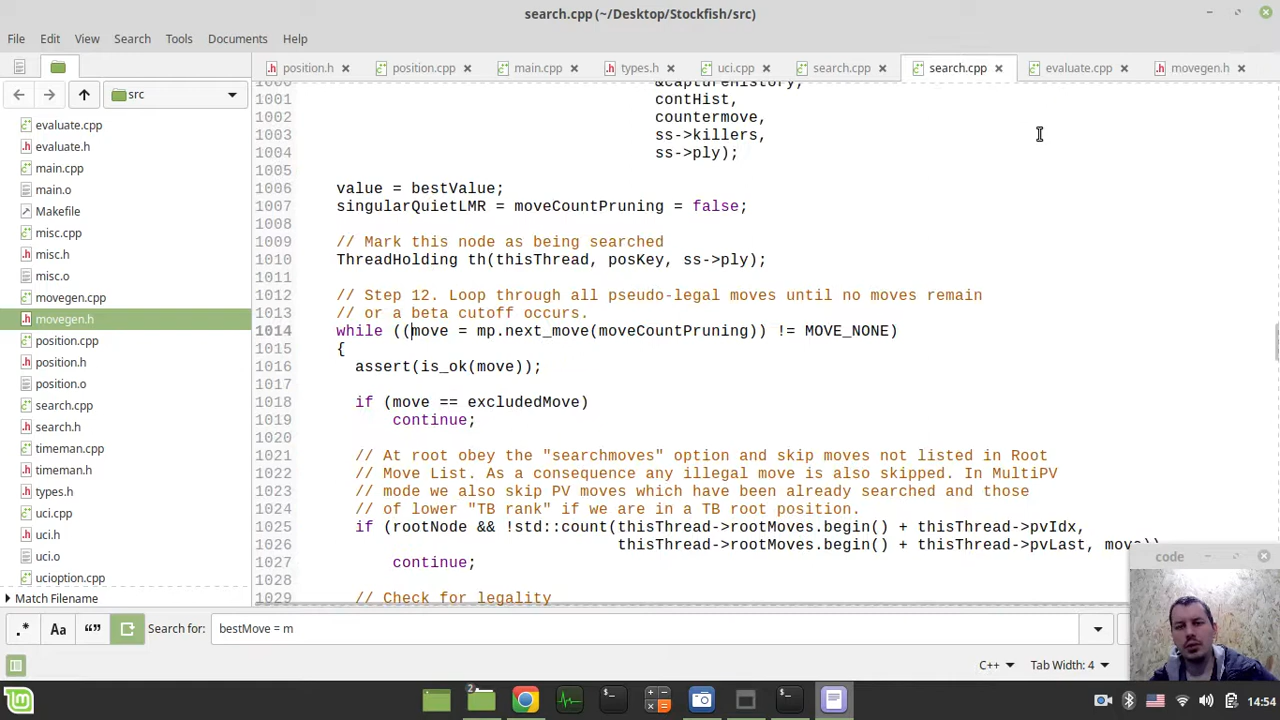 search.cpp (~/Desktop/Stockfish/src)
File Edit View Search Tools Documents Help
position.h position.cpp main.cpp types.h uci.cpp search.cpp search.cpp evaluate.cpp movegen.h
src
evaluate.cpp
evaluate.h
main.cpp
main.o
Makefile
misc.cpp
misc.h
misc.o
movegen.cpp
movegen.h
position.cpp
position.h
position.o
search.cpp
search.h
timeman.cpp
timeman.h
types.h
uci.cpp
uci.h
uci.o
ucioption.cpp
Match Filename
1000 &captureHistory,
1001 contHist,
1002 countermove,
1003 ss->killers,
1004 ss->ply);
1005
1006 value = bestValue;
1007 singularQuietLMR = moveCountPruning = false;
1008
1009 // Mark this node as being searched
1010 ThreadHolding th(thisThread, posKey, ss->ply);
1011
1012 // Step 12. Loop through all pseudo-legal moves until no moves remain
1013 // or a beta cutoff occurs.
1014 while ((move = mp.next_move(moveCountPruning)) != MOVE_NONE)
1015 {
1016 assert(is_ok(move));
1017
1018 if (move == excludedMove)
1019 continue;
1020
1021 // At root obey the "searchmoves" option and skip moves not listed in Root
1022 // Move List. As a consequence any illegal move is also skipped. In MultiPV
1023 // mode we also skip PV moves which have been already searched and those
1024 // of lower "TB rank" if we are in a TB root position.
1025 if (rootNode && !std::count(thisThread->rootMoves.begin() + thisThread->pvIdx,
1026 thisThread->rootMoves.begin() + thisThread->pvLast, move))
1027 continue;
1028
1029 // Check for legality
code
.* Aa “” Search for: bestMove = m
C++ Tab Width: 4
2
14:54